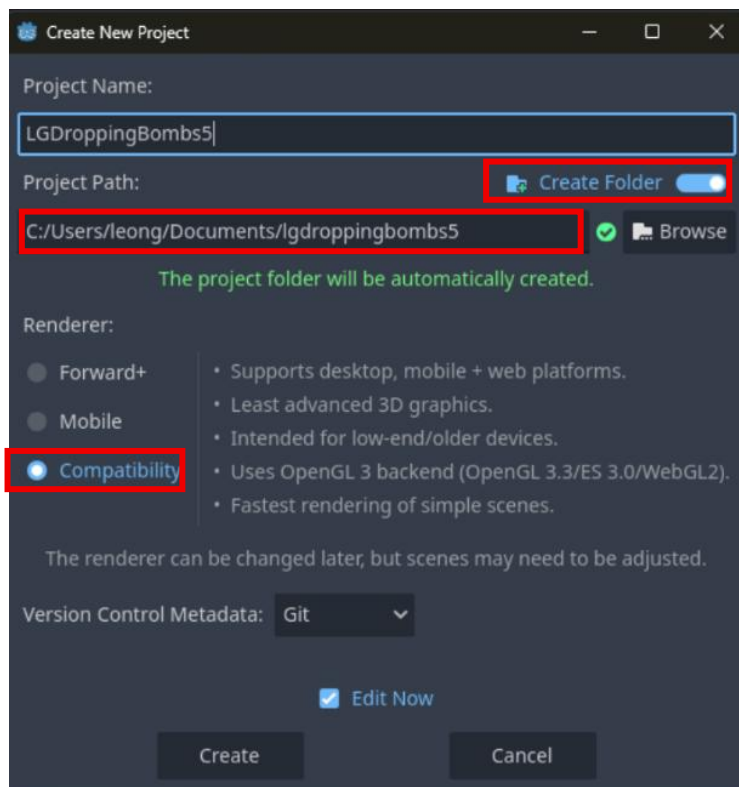 Create New Project
Project Name:
LGDroppingBombs5
Project Path:
Create Folder
C:/Users/leong/Documents/lgdroppingbombs5
Browse
The project folder will be automatically created.
Renderer:
Forward+
Mobile
Compatibility
• Supports desktop, mobile + web platforms.
• Least advanced 3D graphics.
• Intended for low-end/older devices.
• Uses OpenGL 3 backend (OpenGL 3.3/ES 3.0/WebGL2).
• Fastest rendering of simple scenes.
The renderer can be changed later, but scenes may need to be adjusted.
Version Control Metadata: Git
Edit Now
Create
Cancel